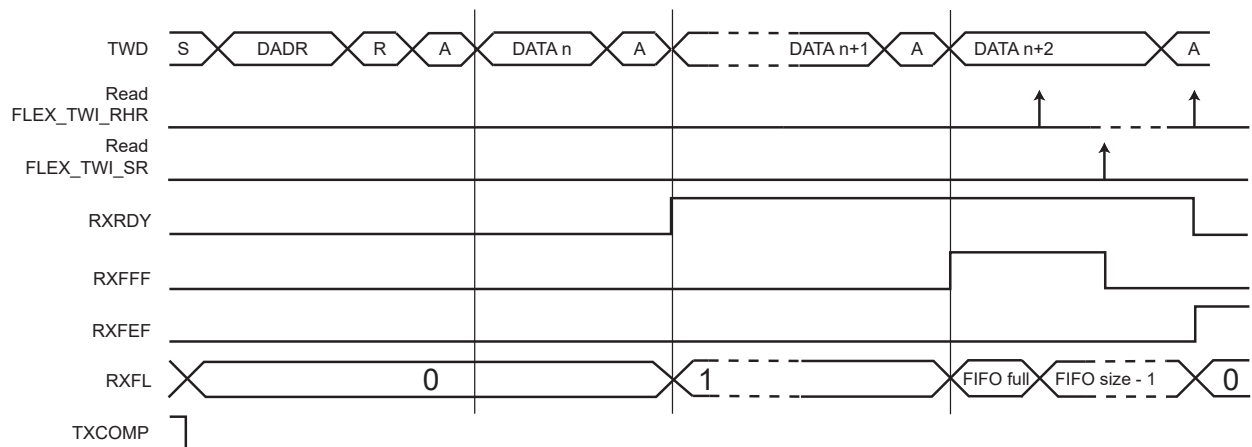 TWD S DADR R A DATA n A DATA n+1 A DATA n+2 A
Read
FLEX_TWI_RHR
Read
FLEX_TWI_SR
RXRDY
RXFFF
RXFEF
RXFL 0 1 FIFO full FIFO size - 1 0
TXCOMP